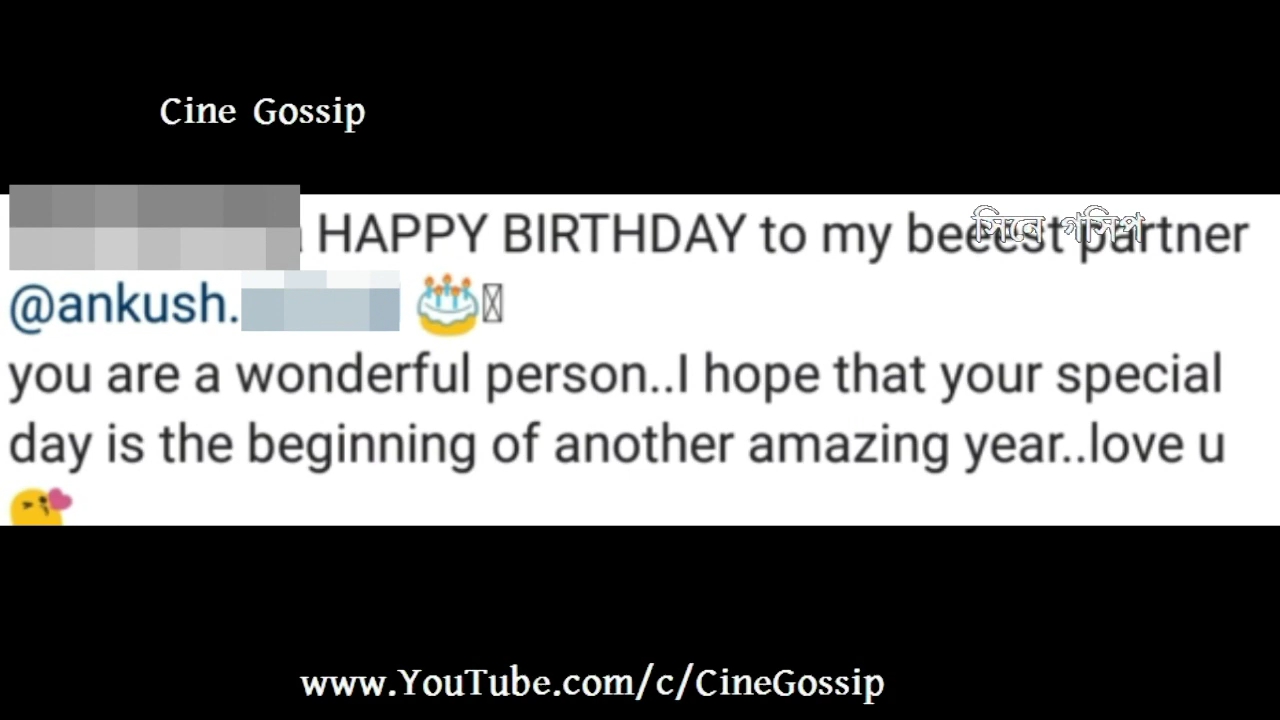 Cine Gossip
HAPPY BIRTHDAY to my beeest partner
সিনে গসিপ
@ankush. 🎂
you are a wonderful person..I hope that your special
day is the beginning of another amazing year..love u
😘
www.YouTube.com/c/CineGossip